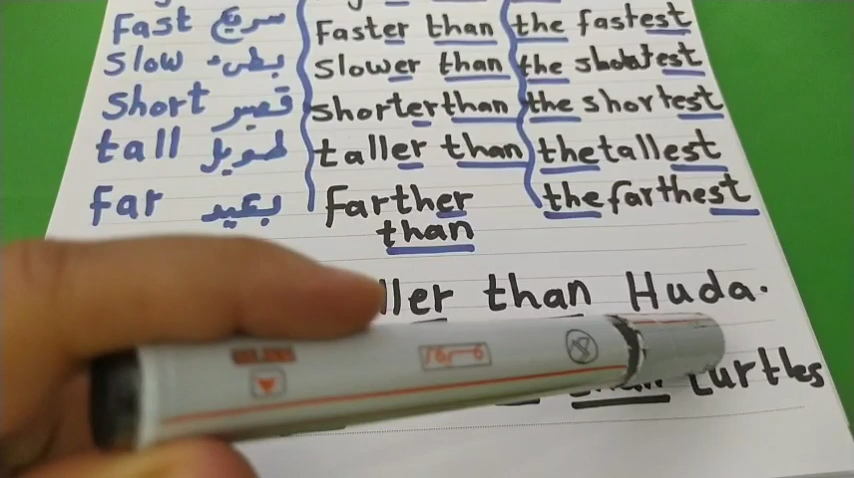 Fast سريع Faster than the fastest
Slow بطيء slower than the
short قصير shorter than the shortest
tall طويل taller than the tallest
Far بعيد Farther the farthest
than
ller than Huda.
than turtles